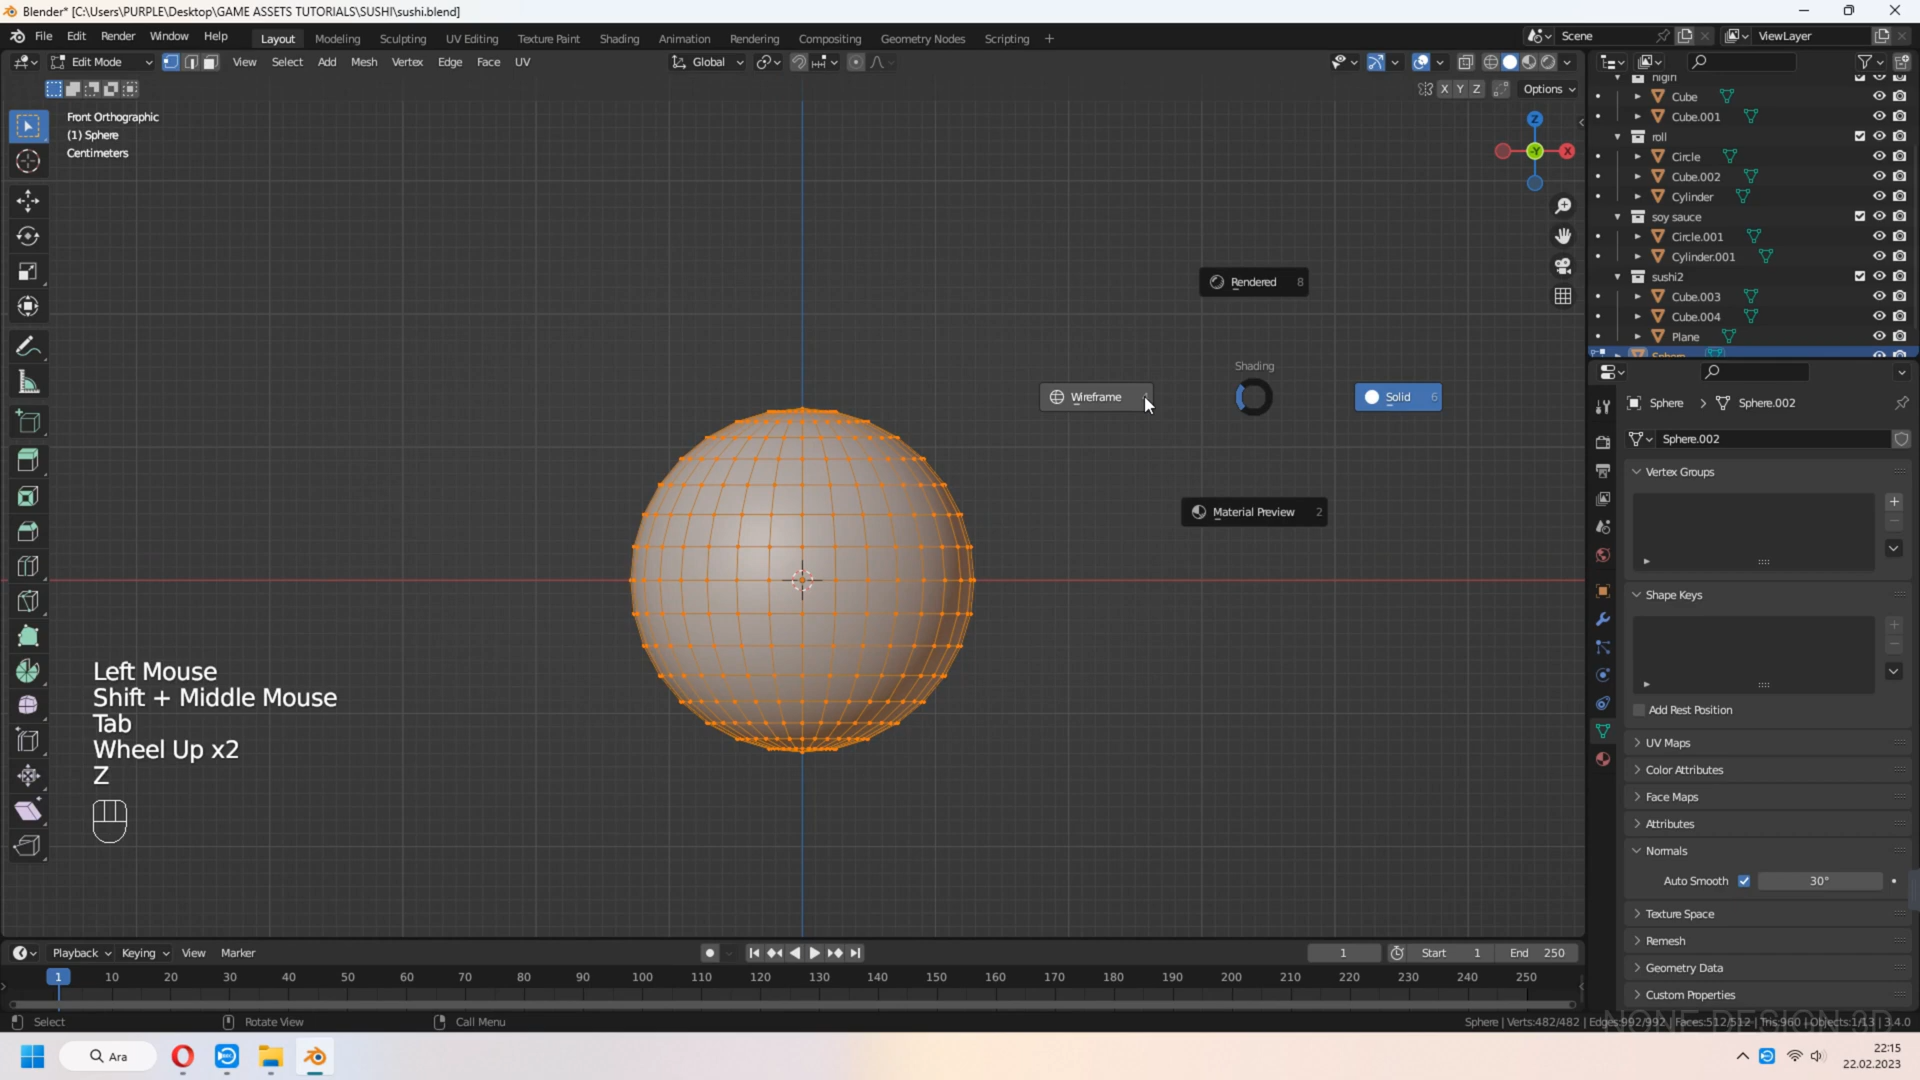 Blender* [C:\Users\PURPLE\Desktop\GAME ASSETS TUTORIALS\SUSHI\sushi.blend]
File Edit Render Window Help Layout Modeling Sculpting UV Editing Texture Paint Shading Animation Rendering Compositing Geometry Nodes Scripting + Scene ViewLayer
Edit Mode View Select Add Mesh Vertex Edge Face UV Global
X Y Z Options
Front Orthographic
(1) Sphere
Centimeters
Z
-Y X
nigiri
Cube
Cube.001
roll
Circle
Cube.002
Cylinder
soy sauce
Circle.001
Cylinder.001
sushi2
Cube.003
Cube.004
Plane
Sphere
Rendered 8
Shading
Wireframe
Solid 6
Material Preview 2
Sphere > Sphere.002
Sphere.002
Vertex Groups
Shape Keys
Add Rest Position
UV Maps
Color Attributes
Face Maps
Attributes
Normals
Auto Smooth 30°
Texture Space
Remesh
Geometry Data
Custom Properties
Left Mouse
Shift + Middle Mouse
Tab
Wheel Up x2
Z
Playback Keying View Marker 1 Start 1 End 250
1 10 20 30 40 50 60 70 80 90 100 110 120 130 140 150 160 170 180 190 200 210 220 230 240 250
Select Rotate View Call Menu Sphere | Verts:482/482 | Edges:992/992 | Faces:512/512 | Tris:960 | Objects:1/13 | 3.4.0
NONE DESIGN 3D
Ara
22:15
22.02.2023